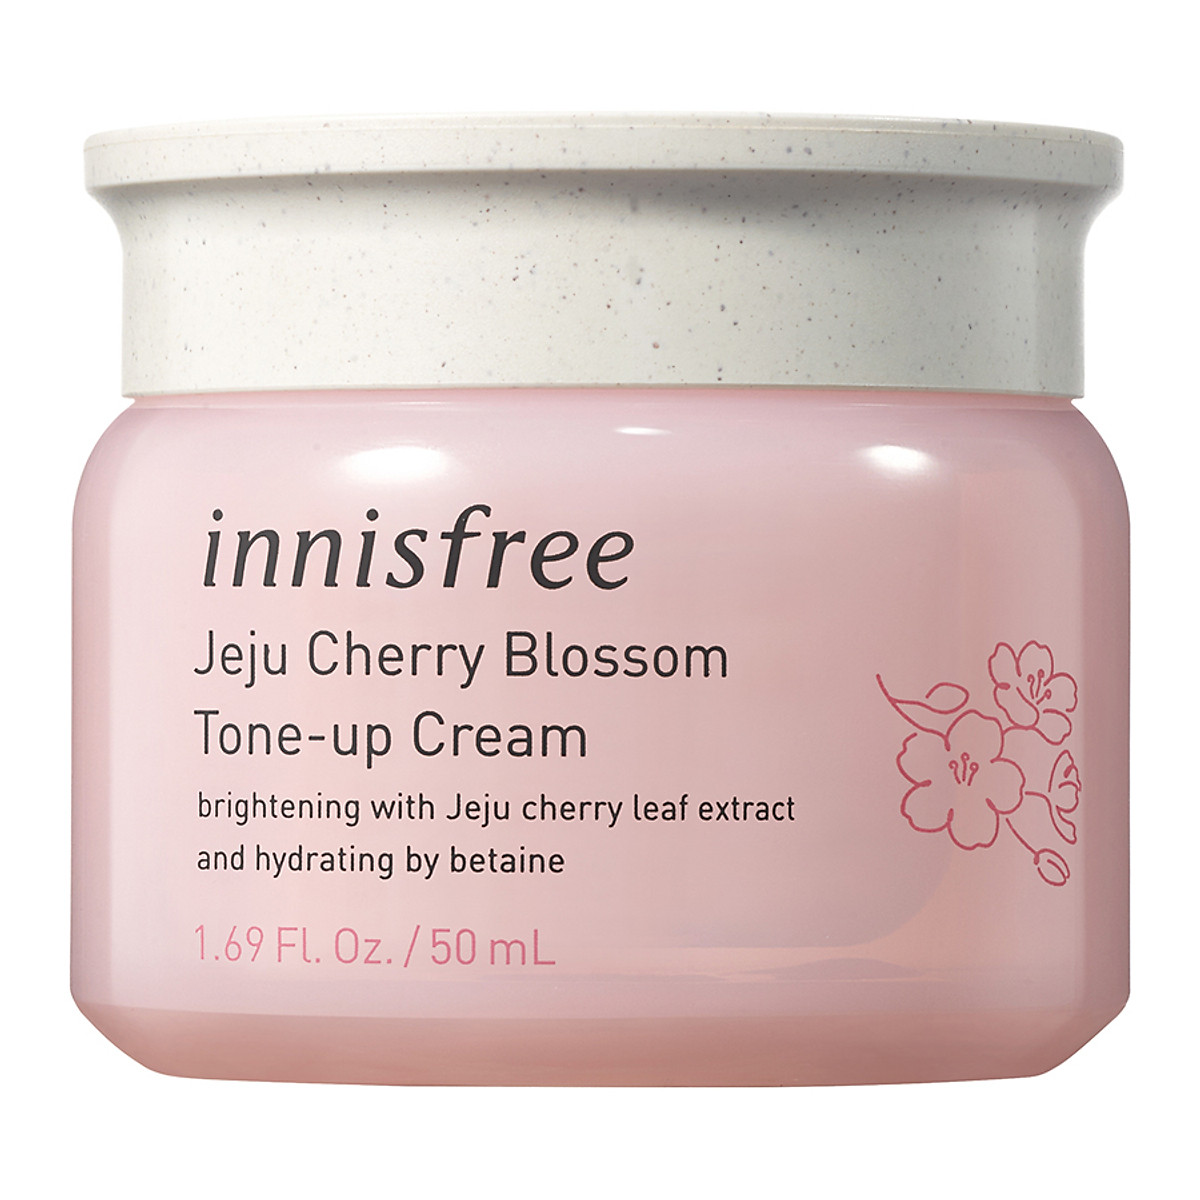 innisfree
Jeju Cherry Blossom
Tone-up Cream
brightening with Jeju cherry leaf extract
and hydrating by betaine
1.69 Fl. Oz. / 50 mL